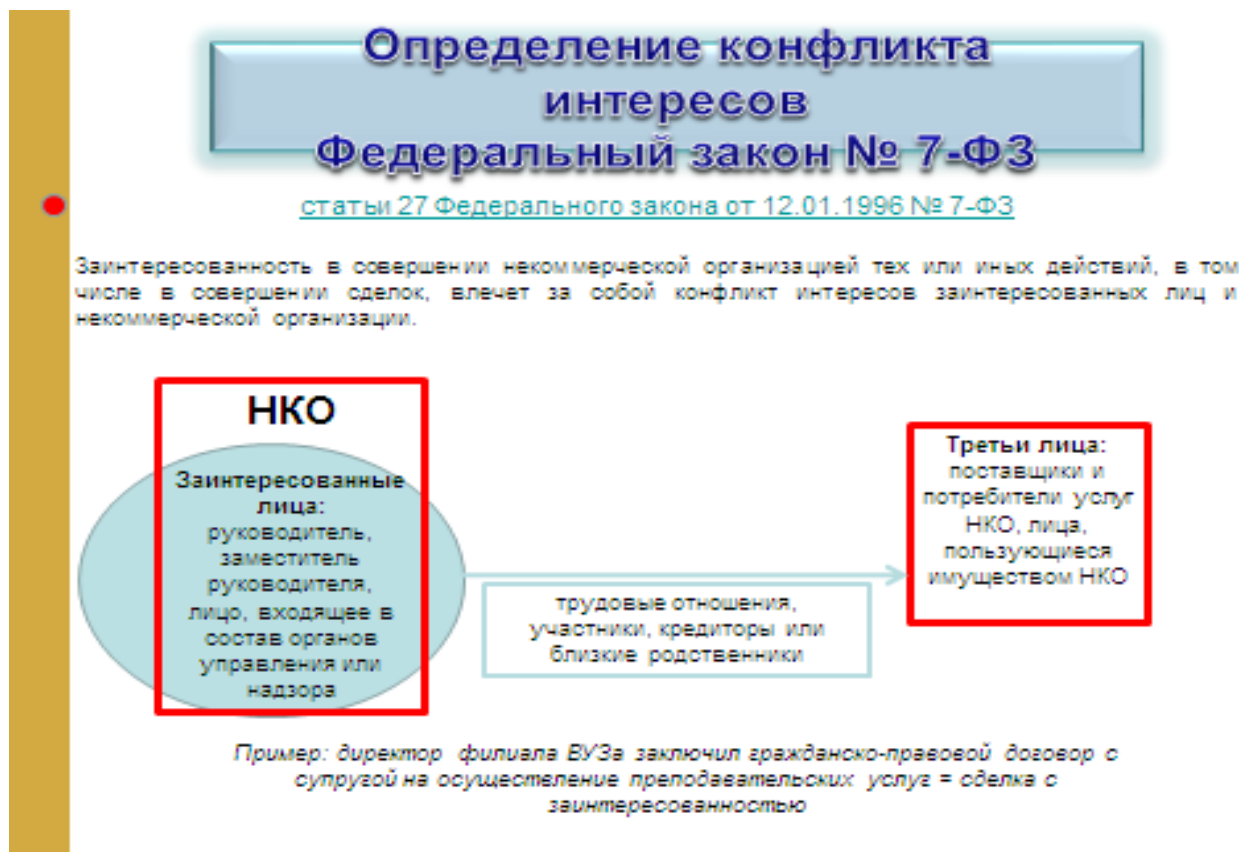 Определение конфликта
интересов
Федеральный закон № 7-ФЗ
статьи 27 Федерального закона от 12.01.1996 № 7-ФЗ
Заинтересованность в совершении некоммерческой организацией тех или иных действий, в том
числе в совершении сделок, влечет за собой конфликт интересов заинтересованных лиц и
некоммерческой организации.
НКО
Заинтересованные
лица:
руководитель,
заместитель
руководителя,
лицо, входящее в
состав органов
управления или
надзора
трудовые отношения,
участники, кредиторы или
близкие родственники
Третьи лица:
поставщики и
потребители услуг
НКО, лица,
пользующиеся
имуществом НКО
Пример: директор филиала ВУЗа заключил гражданско-правовой договор с
супругой на осуществление преподавательских услуг = сделка с
заинтересованностью